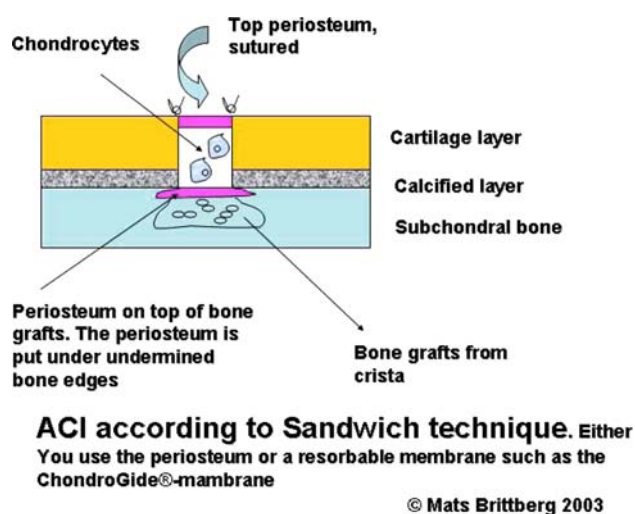 Top periosteum,
sutured
Chondrocytes
Cartilage layer
Calcified layer
Subchondral bone
Periosteum on top of bone
grafts. The periosteum is
put under undermined
bone edges
Bone grafts from
crista
ACI according to Sandwich technique. Either
You use the periosteum or a resorbable membrane such as the
ChondroGide®-mambrane
© Mats Brittberg 2003